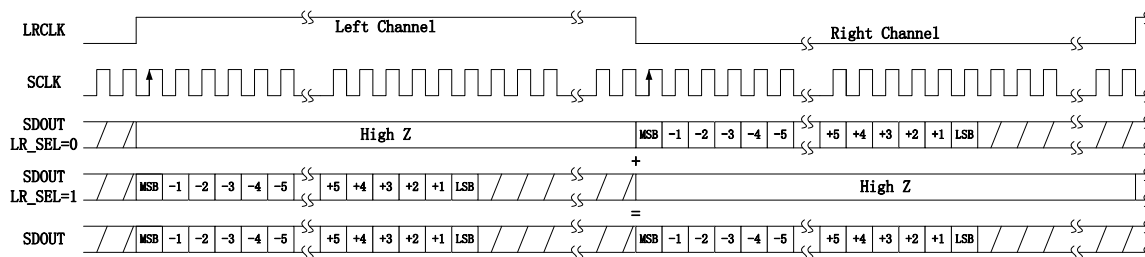 LRCLK Left Channel Right Channel
SCLK
SDOUT LR_SEL=0 High Z MSB -1 -2 -3 -4 -5 +5 +4 +3 +2 +1 LSB
+
SDOUT LR_SEL=1 MSB -1 -2 -3 -4 -5 +5 +4 +3 +2 +1 LSB High Z
=
SDOUT MSB -1 -2 -3 -4 -5 +5 +4 +3 +2 +1 LSB MSB -1 -2 -3 -4 -5 +5 +4 +3 +2 +1 LSB